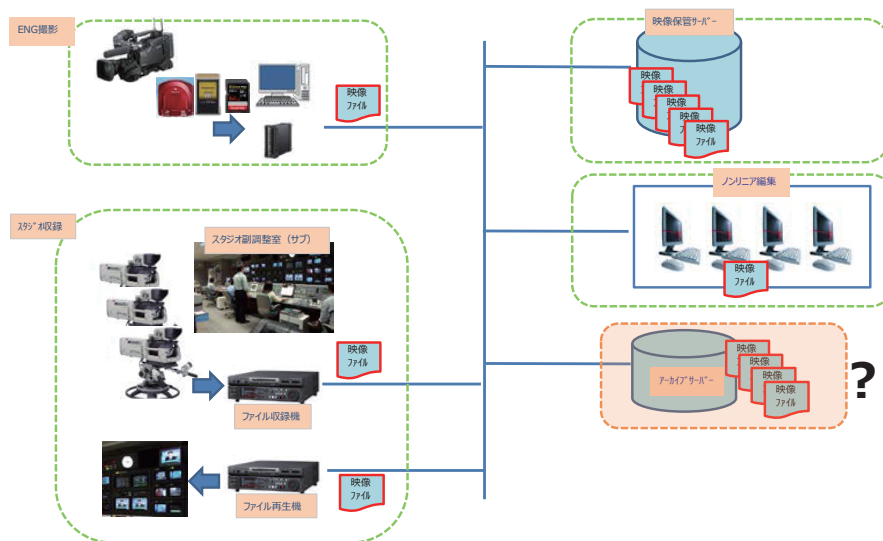 ENG撮影
映像
ファイル
映像保管サーバー
映像
映像
フ
映像
フ
映像
フ
映像
ファイル
ノンリニア編集
映像
ファイル
スタジオ収録
スタジオ副調整室（サブ）
映像
ファイル
ファイル収録機
ファイル再生機
映像
ファイル
アーカイブサーバー
映像
映像
映像
映像
ファイル
?